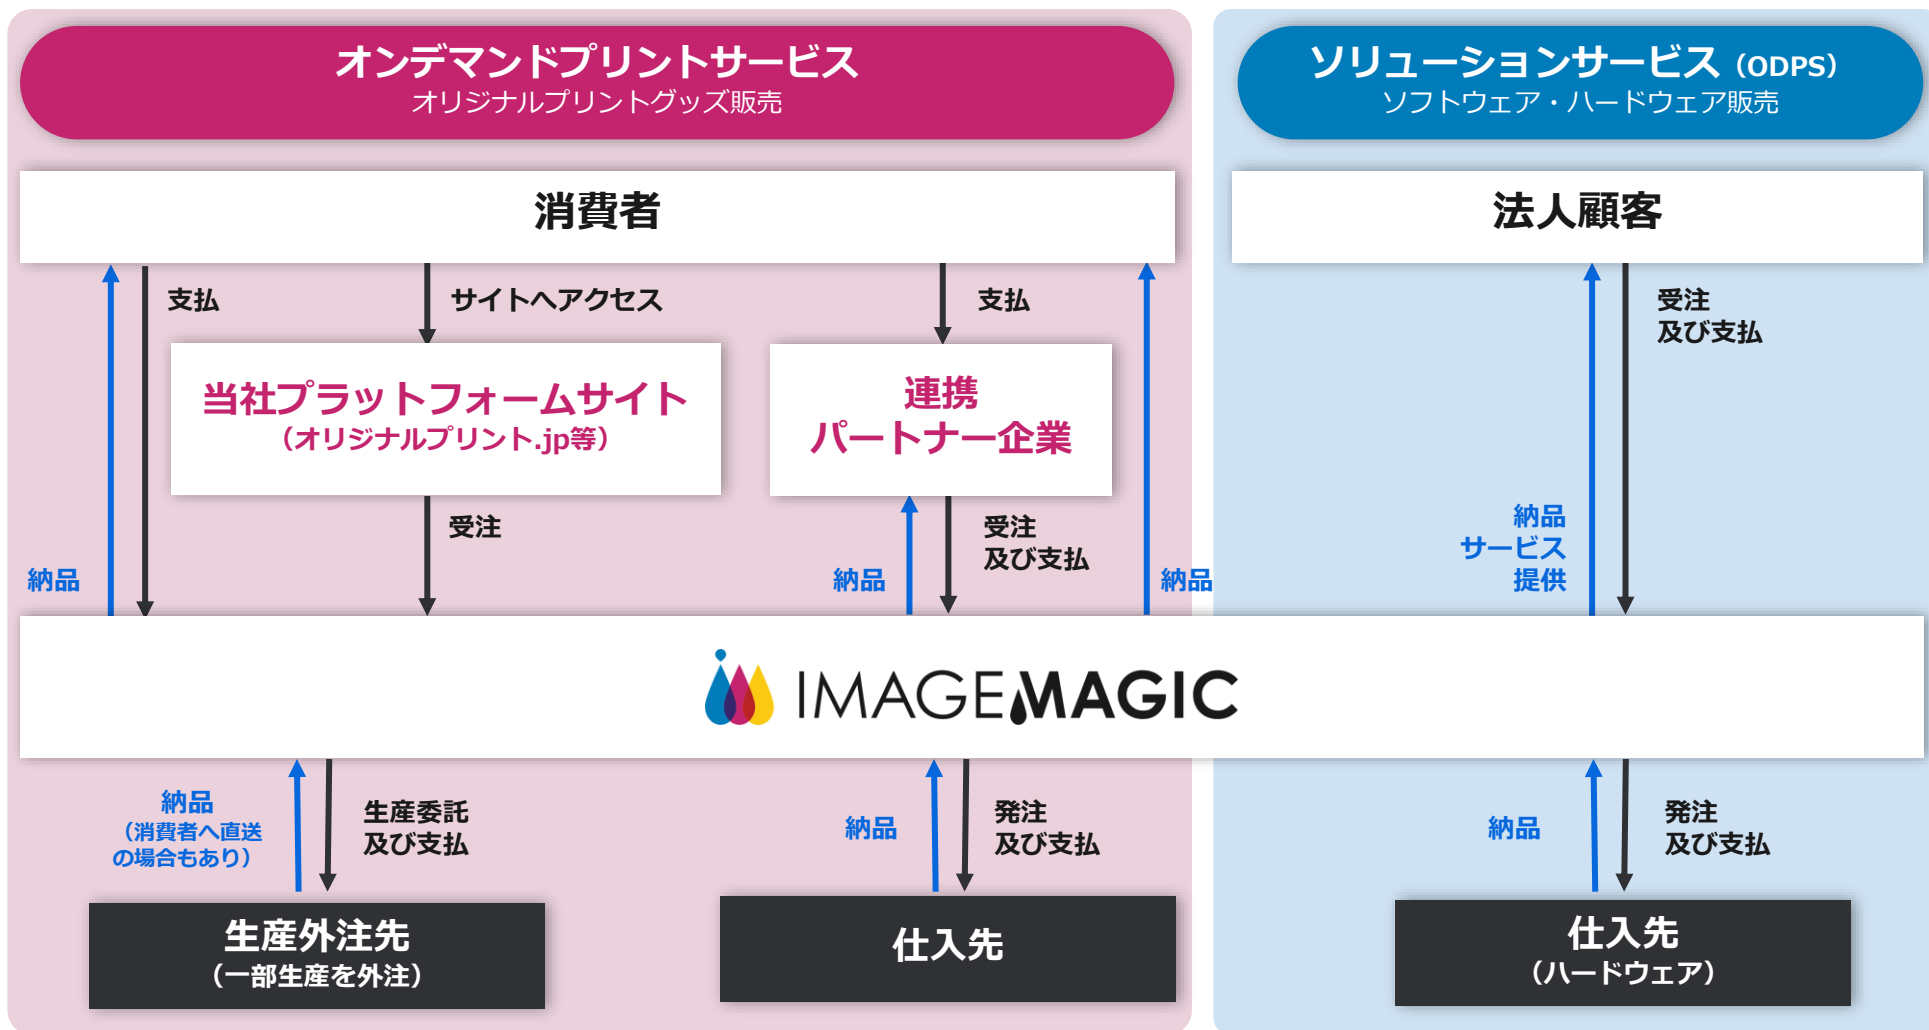 オンデマンドプリントサービス
オリジナルプリントグッズ販売
ソリューションサービス（ODPS）
ソフトウェア・ハードウェア販売
消費者
法人顧客
支払
サイトへアクセス
支払
受注
及び支払
当社プラットフォームサイト
（オリジナルプリント.jp等）
連携
パートナー企業
受注
受注
及び支払
納品
サービス
提供
納品
納品
納品
IMAGEMAGIC
納品
（消費者へ直送
の場合もあり）
生産委託
及び支払
納品
発注
及び支払
納品
発注
及び支払
生産外注先
（一部生産を外注）
仕入先
仕入先
（ハードウェア）